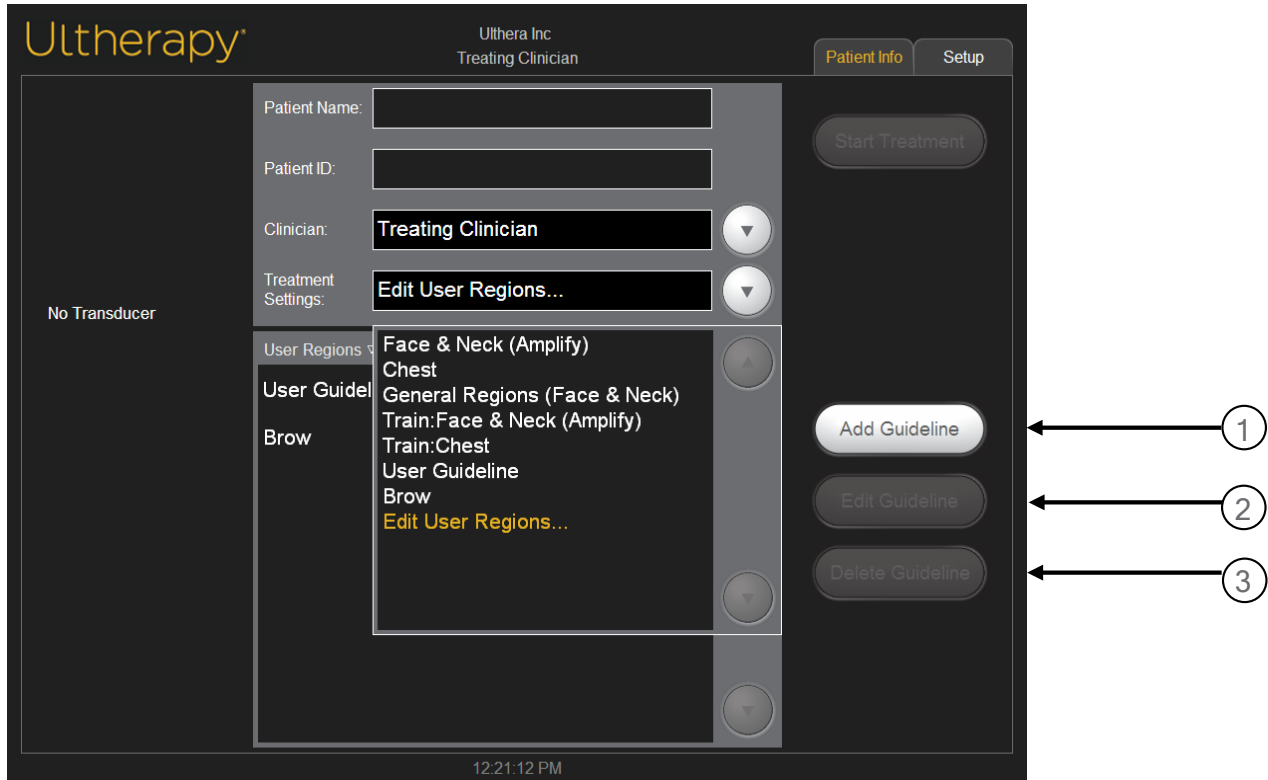 Ultherapy®
Ulthera Inc
Treating Clinician
Patient Info
Setup
Patient Name:
Start Treatment
Patient ID:
Clinician:
Treating Clinician
Treatment
Settings:
Edit User Regions...
No Transducer
User Regions
Face & Neck (Amplify)
Chest
General Regions (Face & Neck)
Train:Face & Neck (Amplify)
Train:Chest
User Guideline
Brow
Edit User Regions...
User Guidel
Brow
Add Guideline
1
Edit Guideline
2
Delete Guideline
3
12:21:12 PM